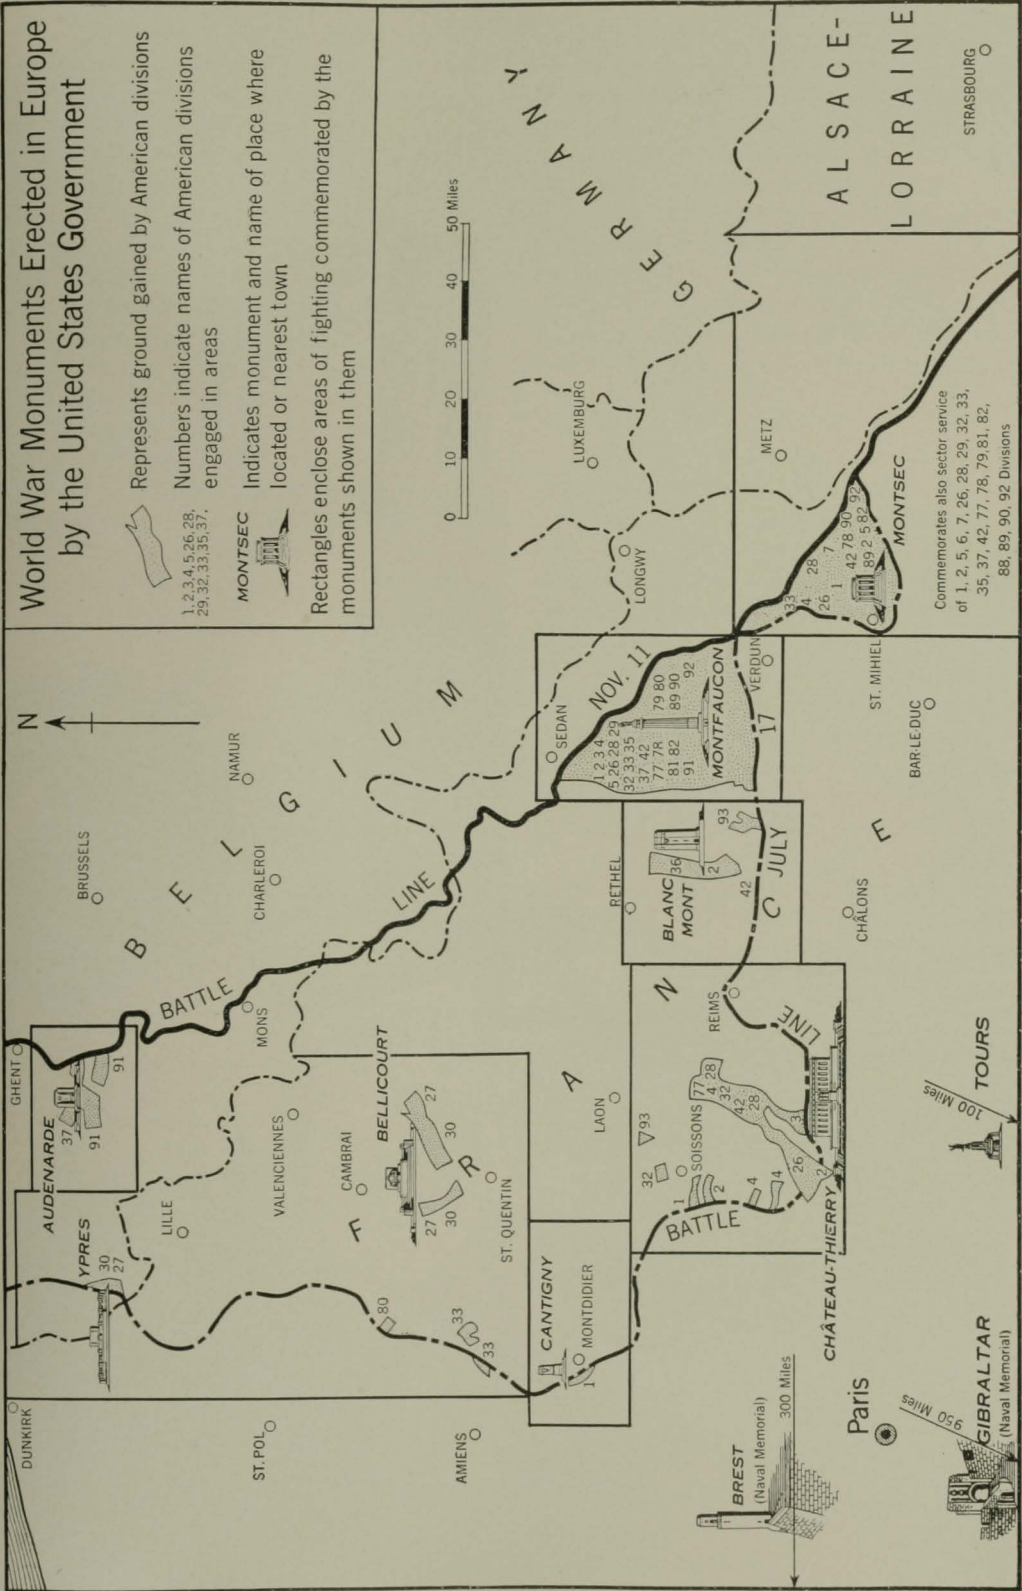 World War Monuments Erected in Europe
by the United States Government
Represents ground gained by American divisions
1,2,3,4,5,26,28,
29,32,33,35,37,
Numbers indicate names of American divisions
engaged in areas
MONTSEC
Indicates monument and name of place where
located or nearest town
Rectangles enclose areas of fighting commemorated by the
monuments shown in them
0 10 20 30 40 50 Miles
N
DUNKIRK
GHENT
BRUSSELS
NAMUR
AUDENARDE
37
91
91
YPRES
30
27
LILLE
MONS
CHARLEROI
BELGIUM
BATTLE LINE NOV. 11
VALENCIENNES
CAMBRAI
BELLICOURT
27
30
27
30
ST. QUENTIN
ST. POL
AMIENS
80
33
33
CANTIGNY
1
MONTDIDIER
FRANCE
LAON
SOISSONS
93
32
1
2
4
4
77 28
4
32
42
28
3
26
2
CHÂTEAU-THIERRY
BATTLE LINE JULY 17
REIMS
RETHEL
BLANC
MONT
36
2
93
42
CHÂLONS
SEDAN
1 2 3 4
5 26 28 29
32 33 35
37 42
77 78
81 82
91
79 80
89 90
92
MONTFAUCON
VERDUN
LUXEMBURG
LONGWY
GERMANY
METZ
ST. MIHIEL
33
4
26
28
1
7
42 78 90 92
89 2 5 82
MONTSEC
Commemorates also sector service
of 1, 2, 5, 6, 7, 26, 28, 29, 32, 33,
35, 37, 42, 77, 78, 79,81, 82,
88, 89, 90, 92 Divisions
BAR-LE-DUC
ALSACE-
LORRAINE
STRASBOURG
BREST
(Naval Memorial)
300 Miles
Paris
TOURS
100 Miles
GIBRALTAR
(Naval Memorial)
950 Miles